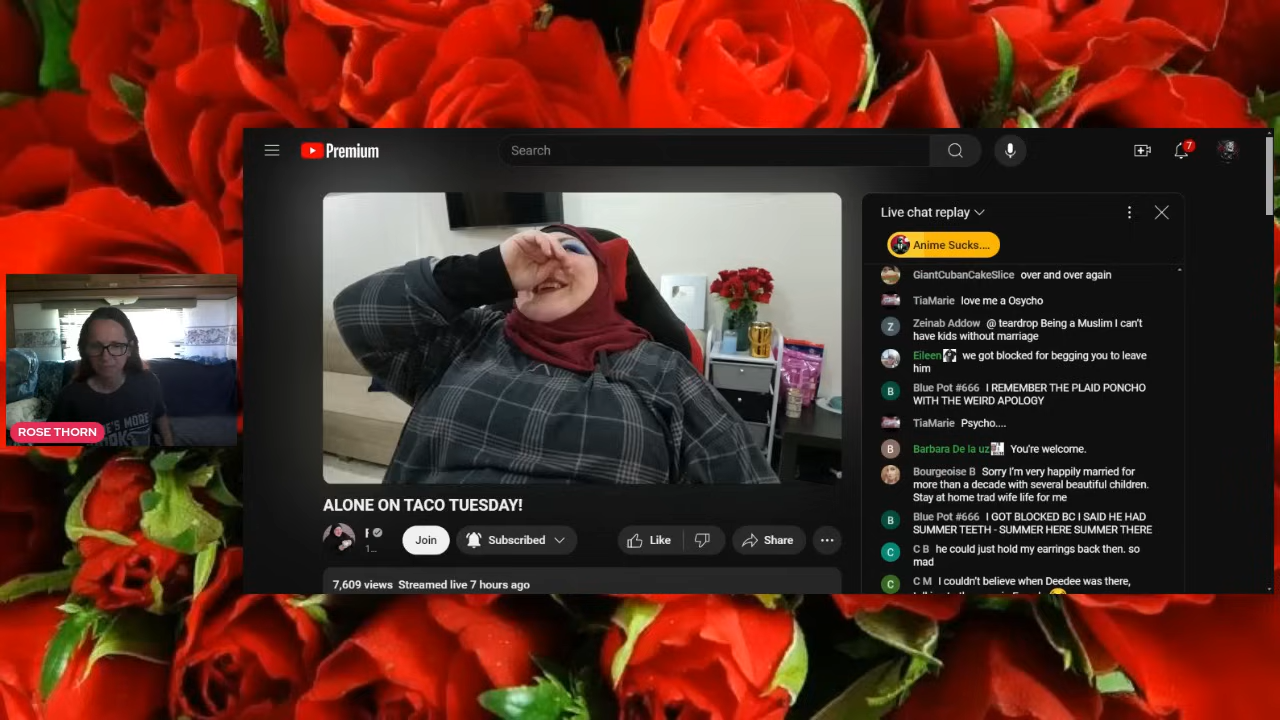 Premium
Search
7
Live chat replay
Anime Sucks....
GiantCubanCakeSlice over and over again
TiaMarie love me a Osycho
Z Zeinab Addow @ teardrop Being a Muslim I can't
have kids without marriage
Eileen we got blocked for begging you to leave
him
B Blue Pot #666 I REMEMBER THE PLAID PONCHO
WITH THE WEIRD APOLOGY
TiaMarie Psycho....
B Barbara De la uz You're welcome.
Bourgeoise B Sorry I'm very happily married for
more than a decade with several beautiful children.
Stay at home trad wife life for me
B Blue Pot #666 I GOT BLOCKED BC I SAID HE HAD
SUMMER TEETH - SUMMER HERE SUMMER THERE
C C B he could just hold my earrings back then. so
mad
C C M I couldn't believe when Deedee was there,
ROSE THORN
ALONE ON TACO TUESDAY!
1...
Join
Subscribed
Like
Share
7,609 views Streamed live 7 hours ago